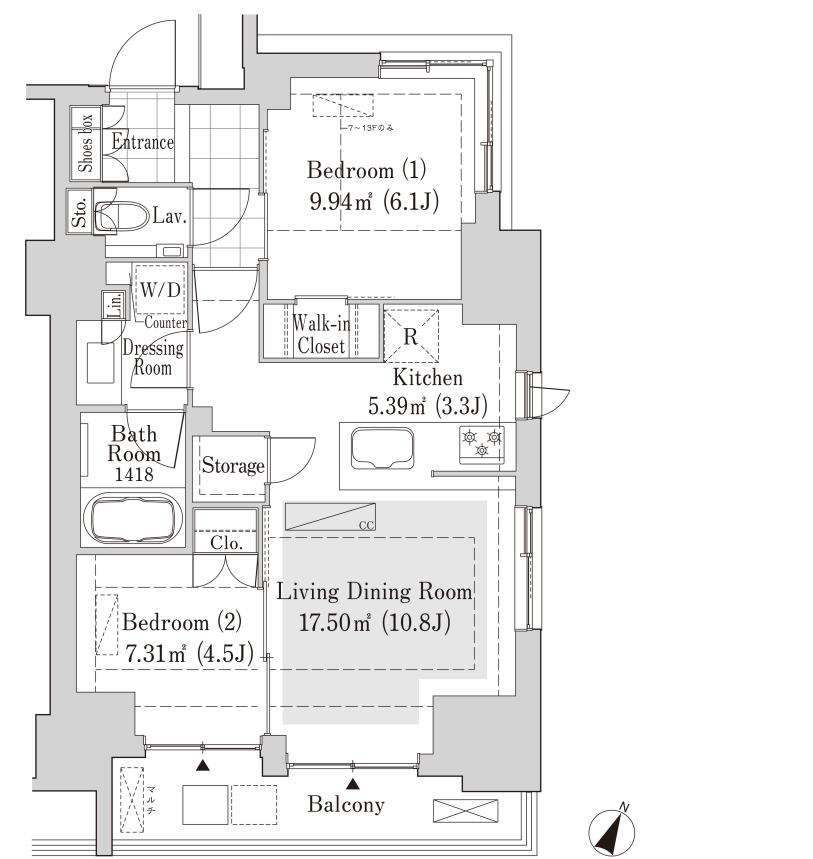 Shoes box
Entrance
7～13Fのみ
Bedroom (1)
9.94㎡ (6.1J)
Sto.
Lav.
W/D
Lin.
Counter
Dressing
Room
Walk-in
Closet
R
Kitchen
5.39㎡ (3.3J)
Bath
Room
1418
Storage
CC
Clo.
Living Dining Room
17.50㎡ (10.8J)
Bedroom (2)
7.31㎡ (4.5J)
マルチ
Balcony
N